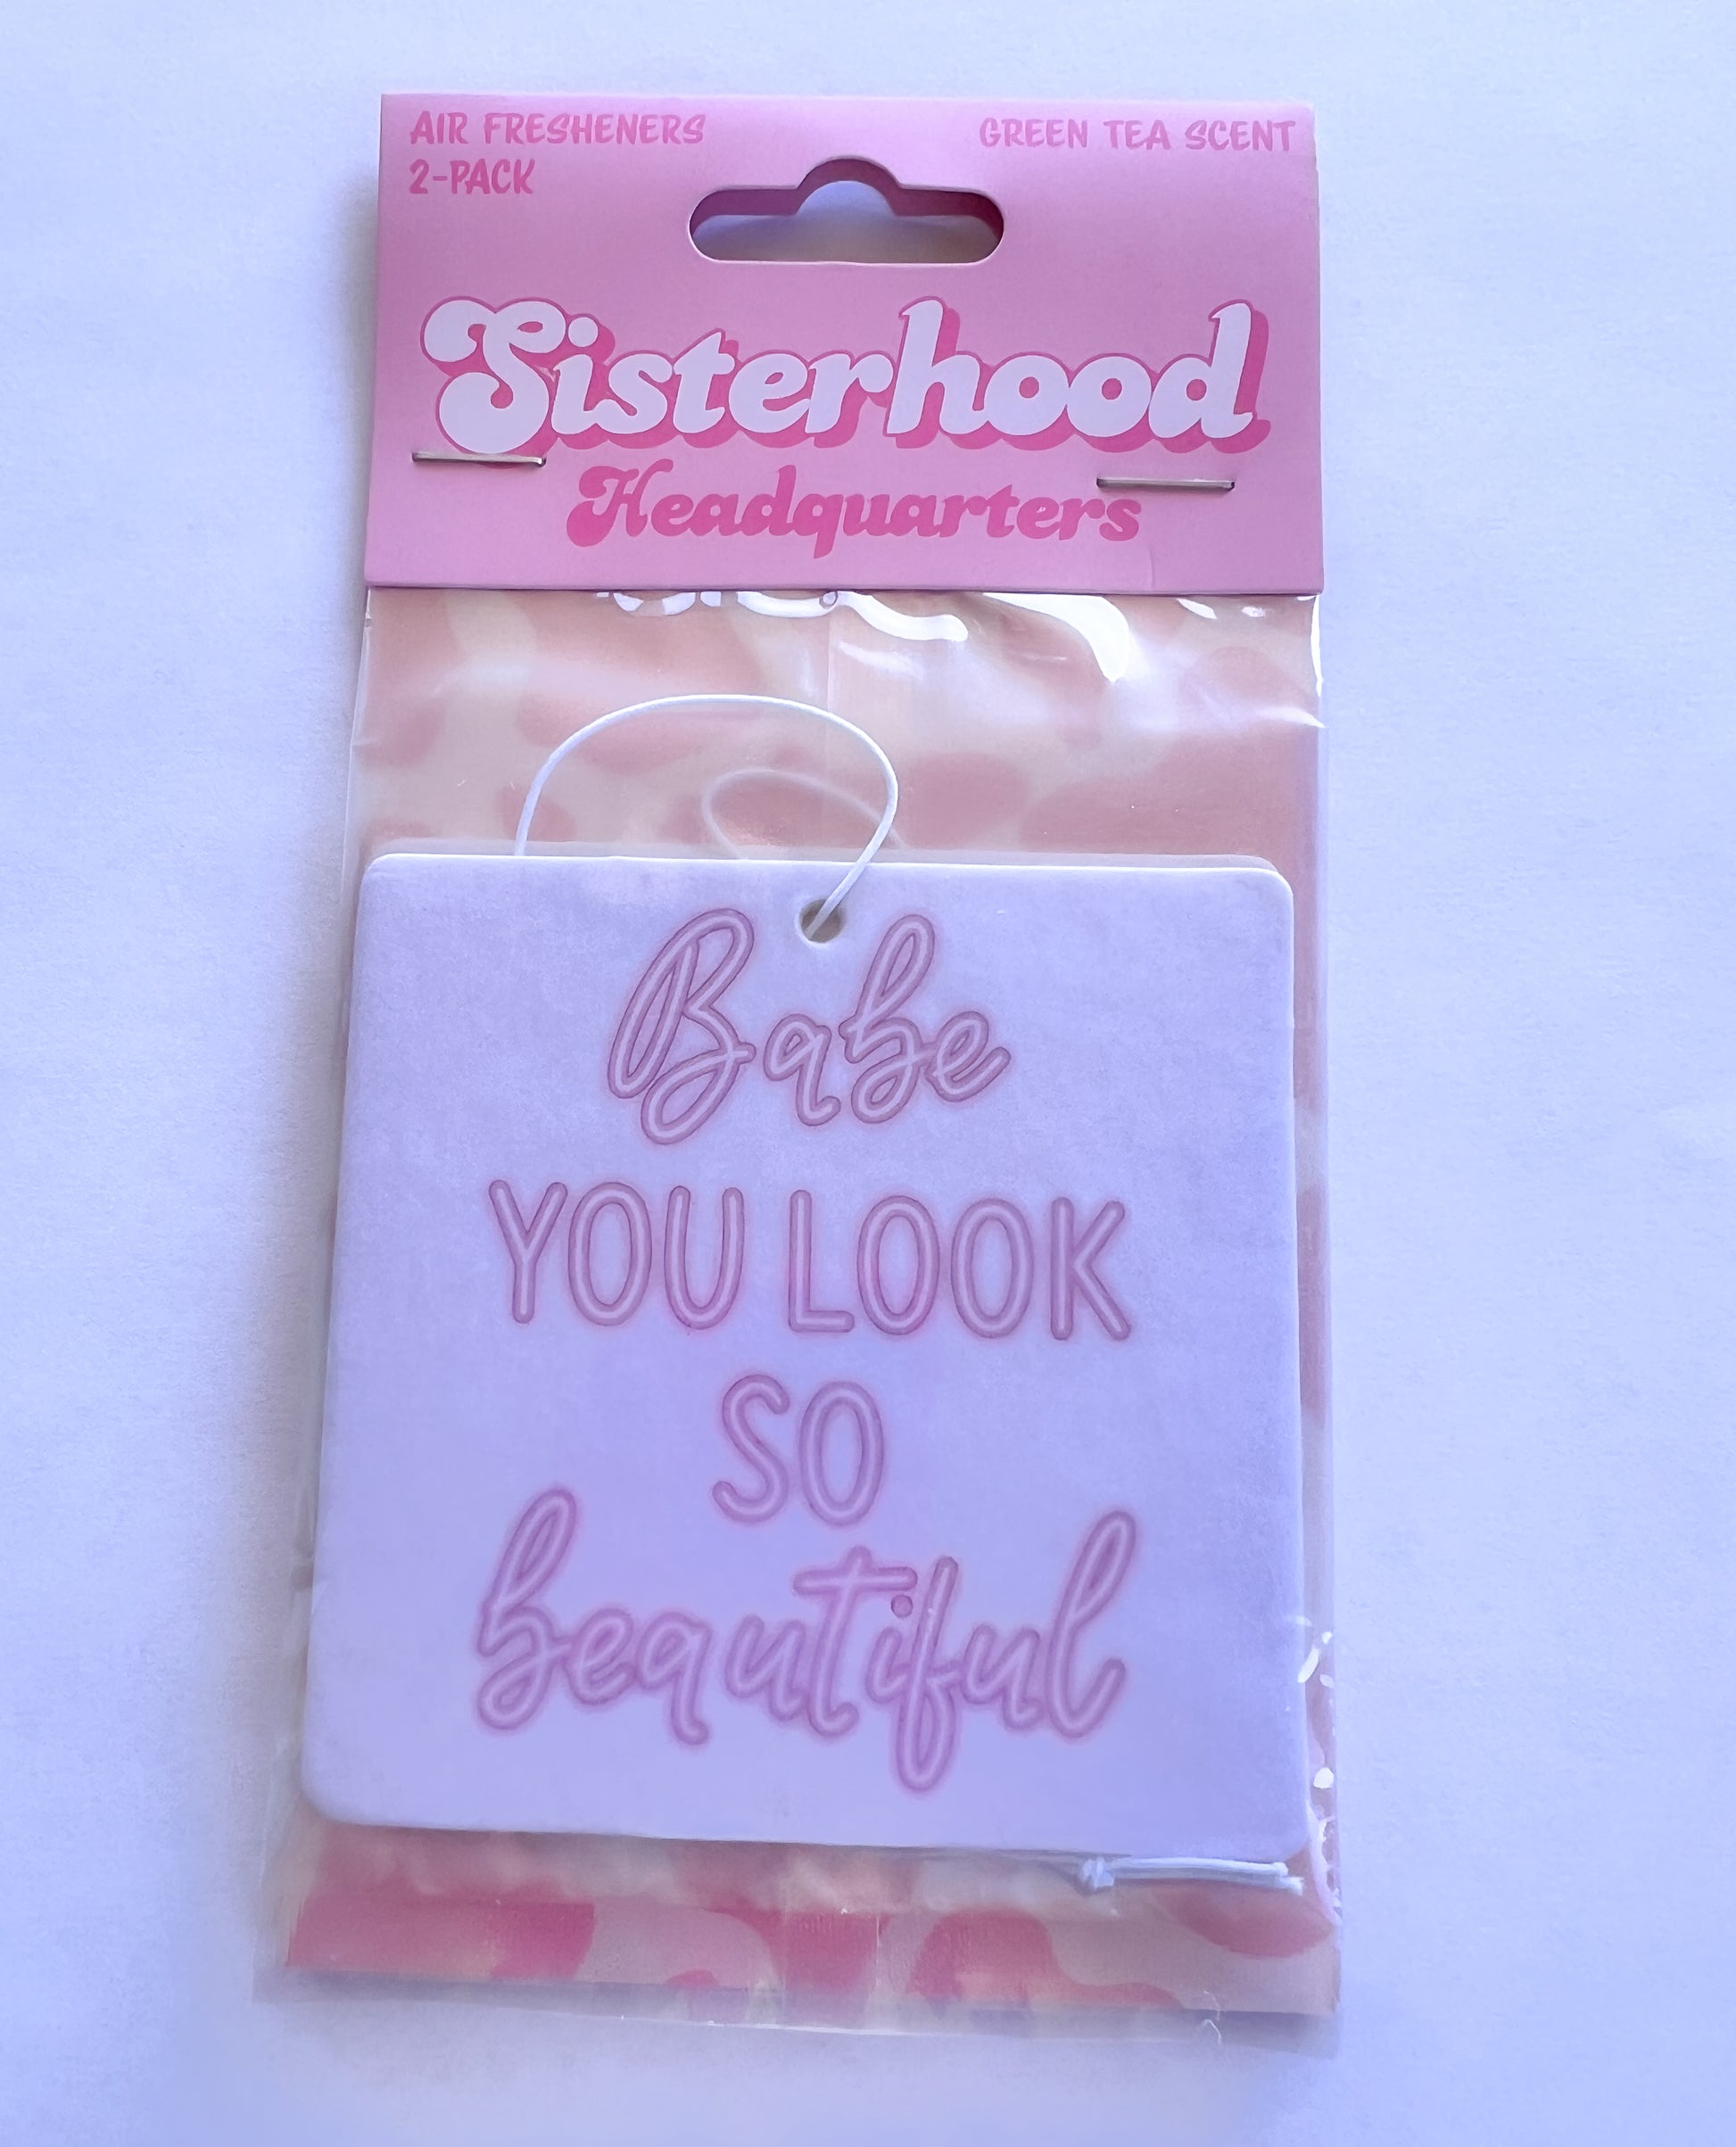 AIR FRESHENERS
2-PACK
GREEN TEA SCENT
Sisterhood
Headquarters
Babe
YOU LOOK
SO
beautiful